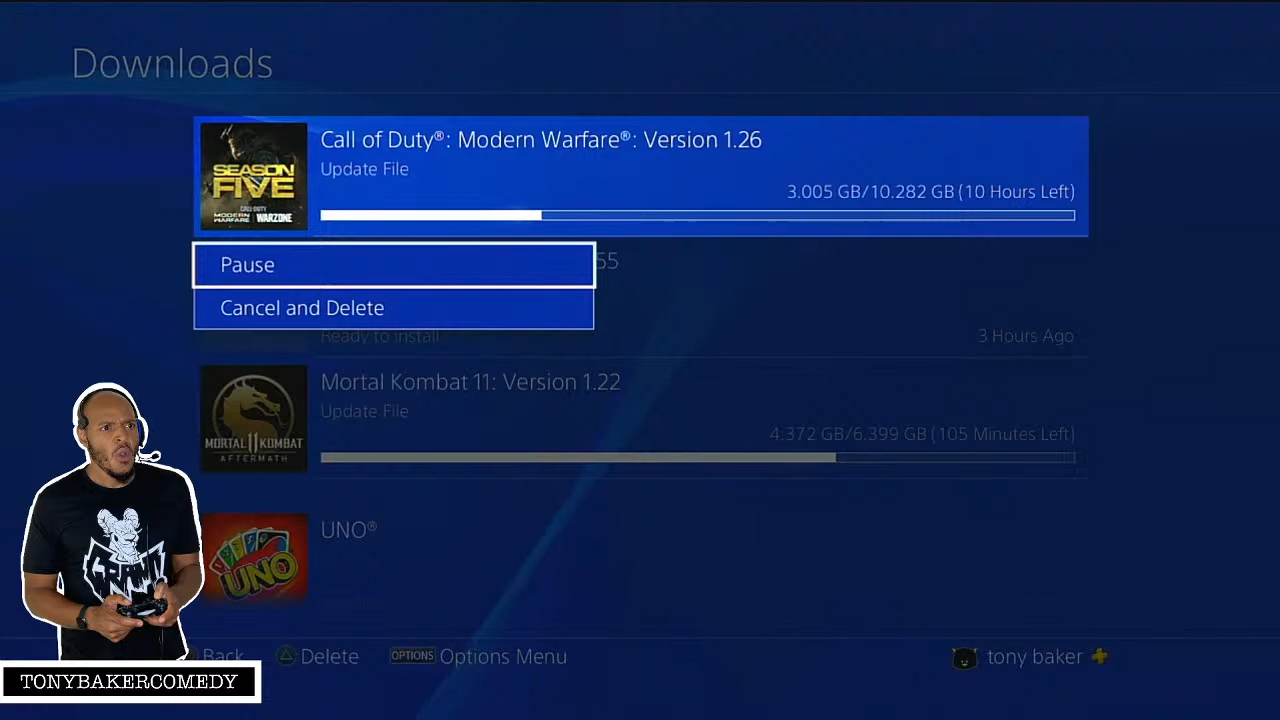 Downloads
Call of Duty®: Modern Warfare®: Version 1.26
Update File
3.005 GB/10.282 GB (10 Hours Left)
SEASON
FIVE
CALL OF DUTY
MODERN
WARFARE
WARZONE
Pause
55
Cancel and Delete
Ready to install
3 Hours Ago
Mortal Kombat 11: Version 1.22
Update File
4.372 GB/6.399 GB (105 Minutes Left)
MORTAL KOMBAT
11
AFTERMATH
UNO®
UNO
Back
Delete
OPTIONS
Options Menu
tony baker
TONYBAKERCOMEDY